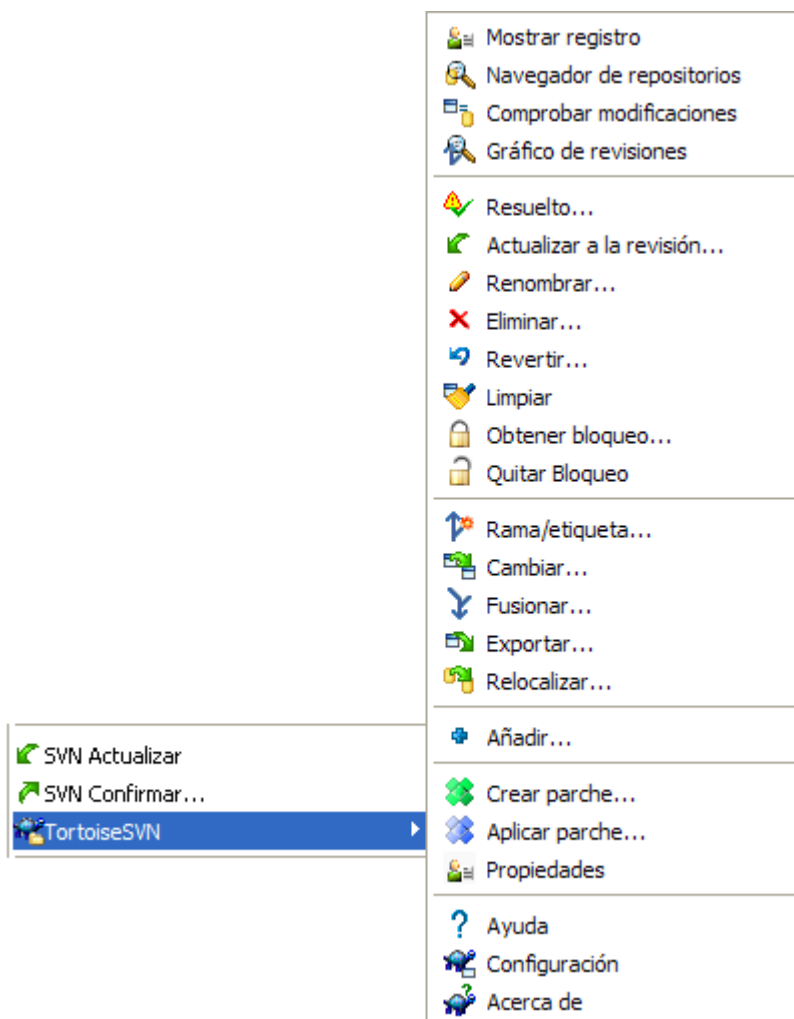 Mostrar registro
Navegador de repositorios
Comprobar modificaciones
Gráfico de revisiones
Resuelto...
Actualizar a la revisión...
Renombrar...
Eliminar...
Revertir...
Limpiar
Obtener bloqueo...
Quitar Bloqueo
Rama/etiqueta...
Cambiar...
Fusionar...
Exportar...
Relocalizar...
Añadir...
Crear parche...
Aplicar parche...
Propiedades
Ayuda
Configuración
Acerca de
SVN Actualizar
SVN Confirmar...
TortoiseSVN